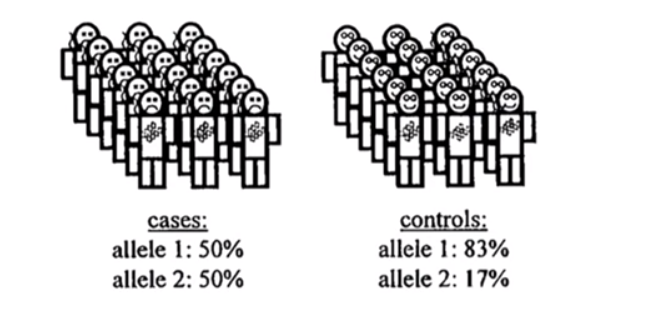 cases:
allele 1: 50%
allele 2: 50%
controls:
allele 1: 83%
allele 2: 17%